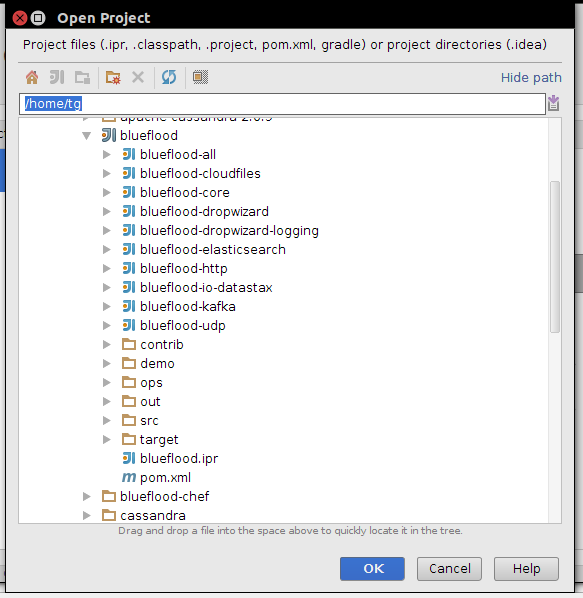 Open Project
Project files (.ipr, .classpath, .project, pom.xml, gradle) or project directories (.idea)
Hide path
/home/tg
apache-cassandra-2.0.9
blueflood
blueflood-all
blueflood-cloudfiles
blueflood-core
blueflood-dropwizard
blueflood-dropwizard-logging
blueflood-elasticsearch
blueflood-http
blueflood-io-datastax
blueflood-kafka
blueflood-udp
contrib
demo
ops
out
src
target
blueflood.ipr
pom.xml
blueflood-chef
cassandra
Drag and drop a file into the space above to quickly locate it in the tree.
OK Cancel Help